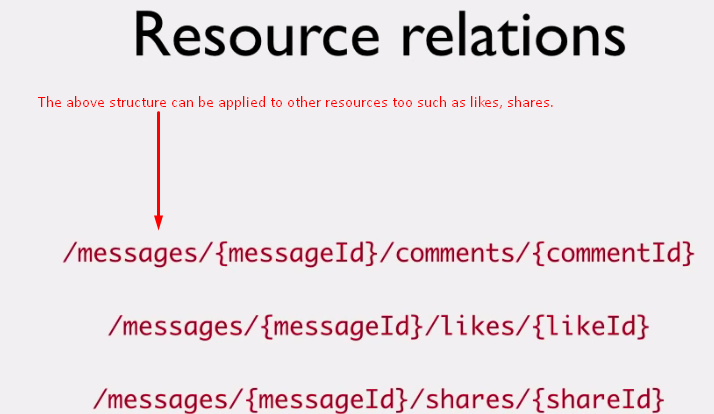 Resource relations
The above structure can be applied to other resources too such as likes, shares.
/messages/{messageId}/comments/{commentId}
/messages/{messageId}/likes/{likeId}
/messages/{messageId}/shares/{shareId}